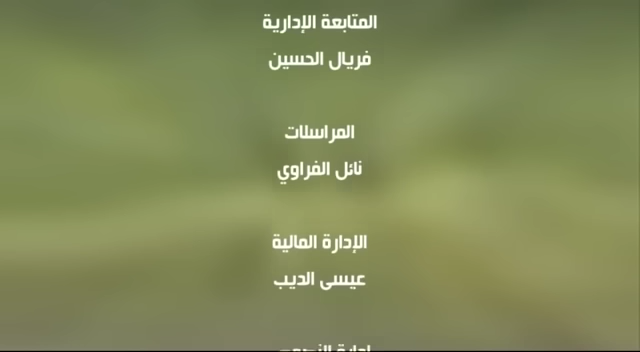 المتابعة الإدارية
فريال الحسين
المراسلات
نائل الفراوي
الإدارة المالية
عيسى الديب